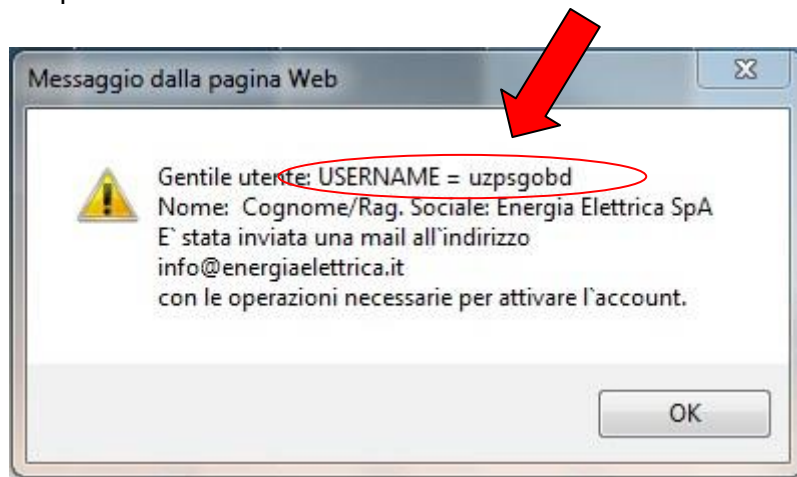 Messaggio dalla pagina Web
Gentile utente: USERNAME = uzpsgobd
Nome:  Cognome/Rag. Sociale: Energia Elettrica SpA
E` stata inviata una mail all`indirizzo
info@energiaelettrica.it
con le operazioni necessarie per attivare l`account.
OK